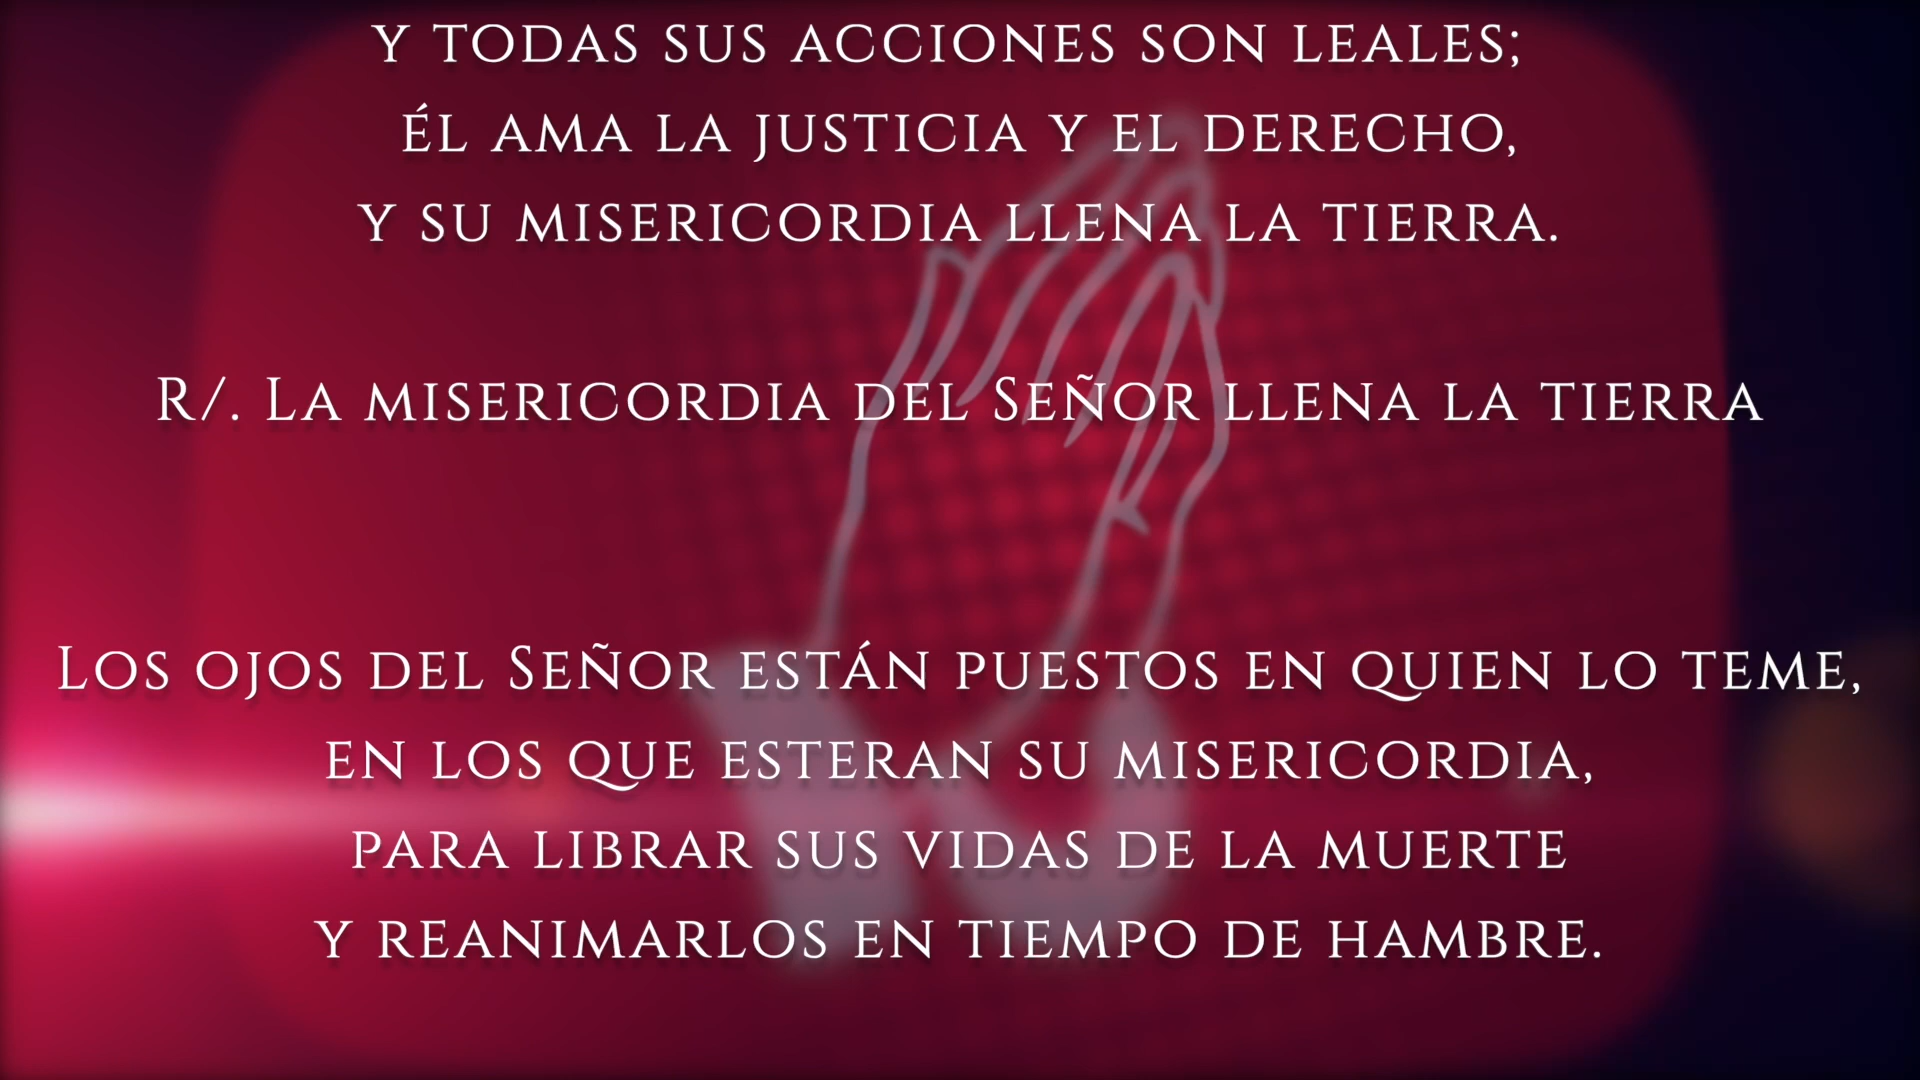 y todas sus acciones son leales;
él ama la justicia y el derecho,
y su misericordia llena la tierra.
R/. La misericordia del Señor llena la tierra
Los ojos del Señor están puestos en quien lo teme,
en los que esteran su misericordia,
para librar sus vidas de la muerte
y reanimarlos en tiempo de hambre.